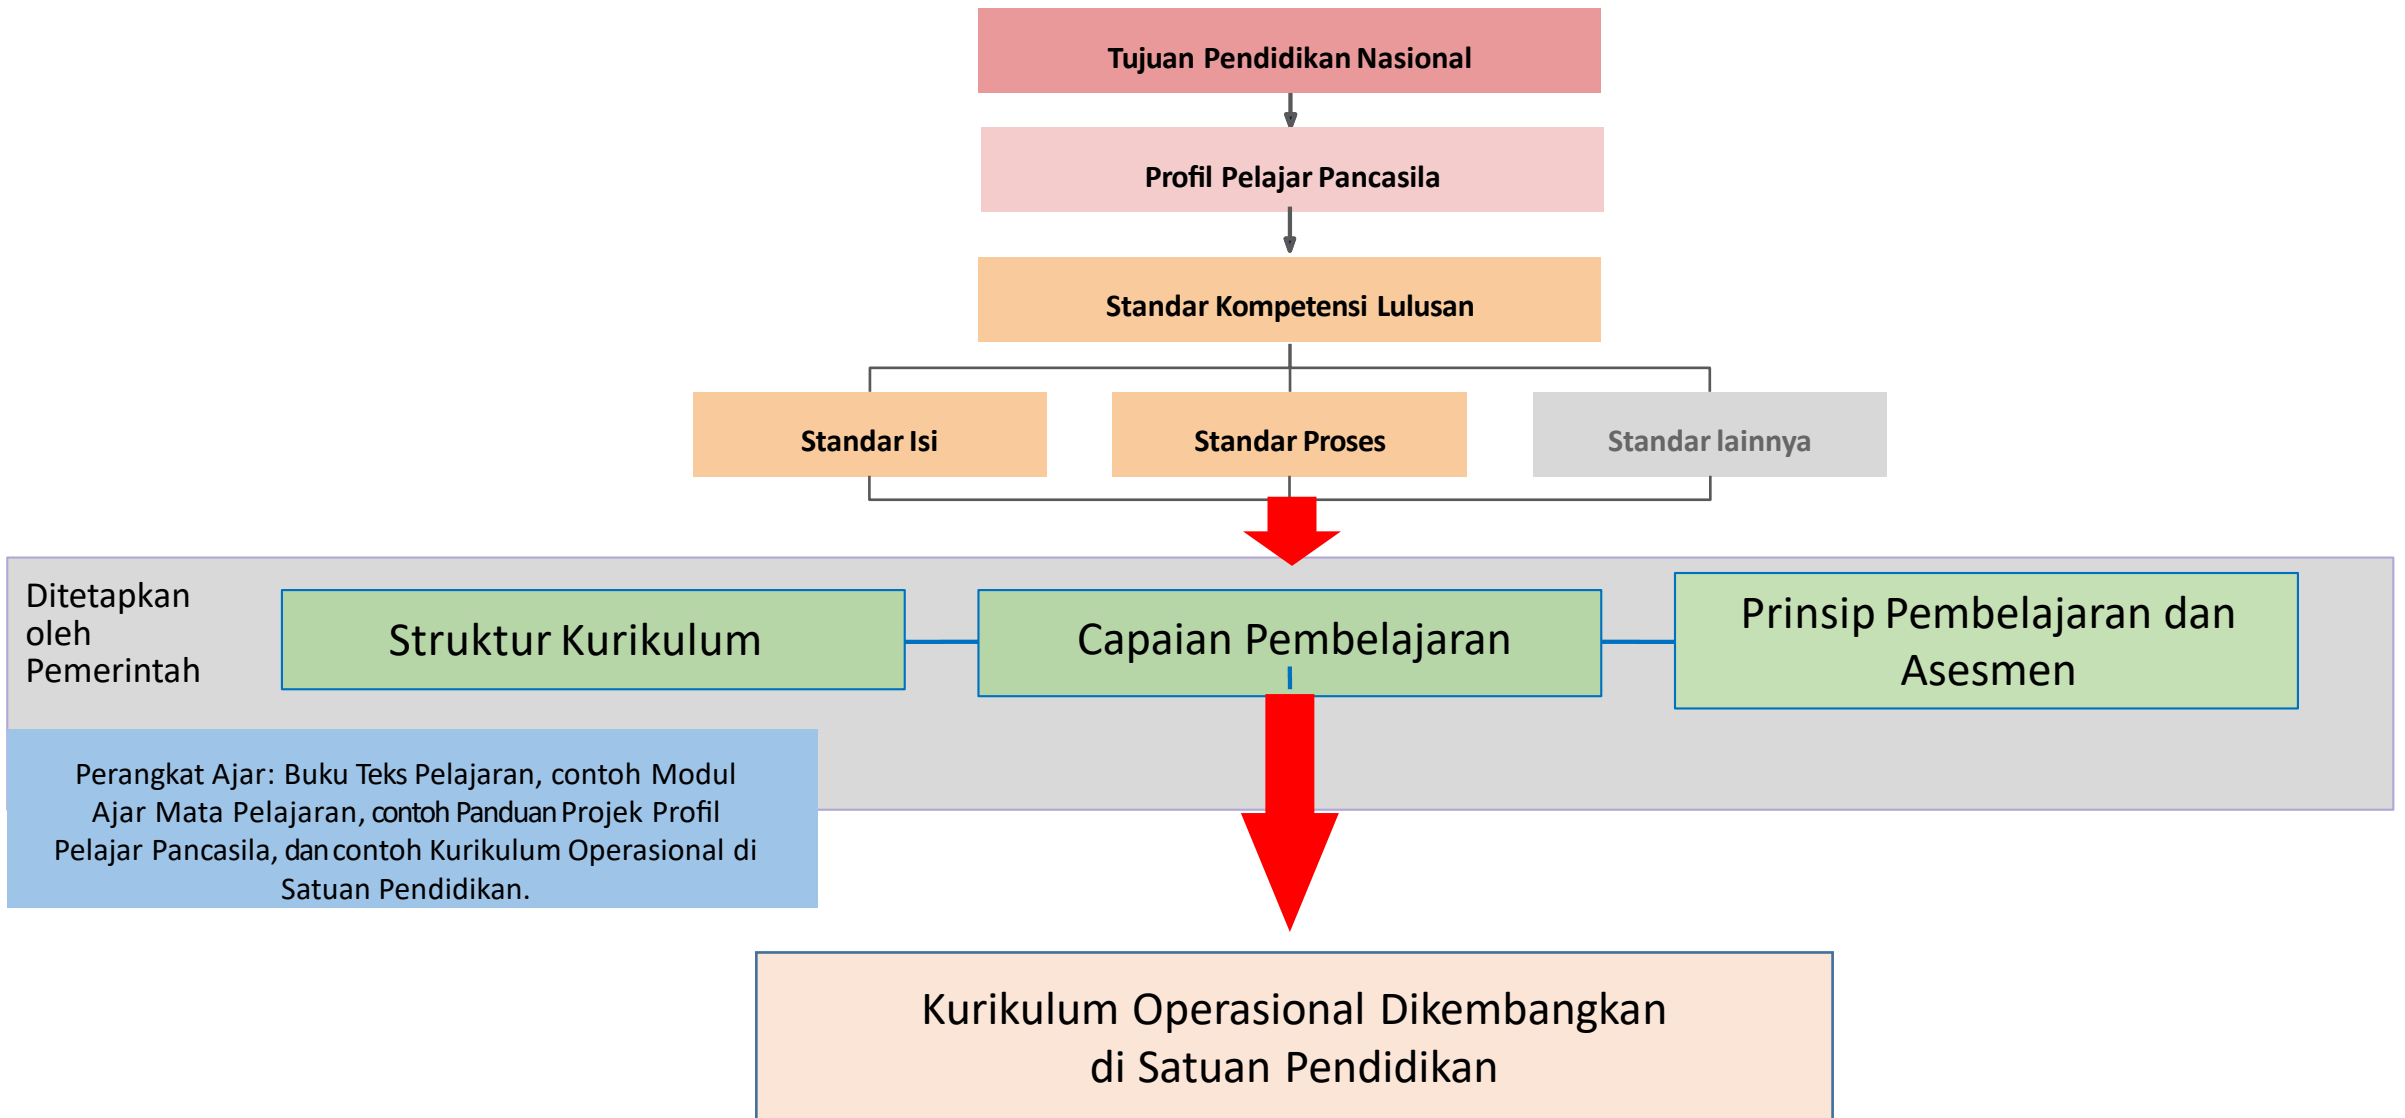 Tujuan Pendidikan Nasional
Profil Pelajar Pancasila
Standar Kompetensi Lulusan
Standar Isi
Standar Proses
Standar lainnya
Ditetapkan
oleh
Pemerintah
Struktur Kurikulum
Capaian Pembelajaran
Prinsip Pembelajaran dan
Asesmen
Perangkat Ajar: Buku Teks Pelajaran, contoh Modul
Ajar Mata Pelajaran, contoh Panduan Projek Profil
Pelajar Pancasila, dan contoh Kurikulum Operasional di
Satuan Pendidikan.
Kurikulum Operasional Dikembangkan
di Satuan Pendidikan